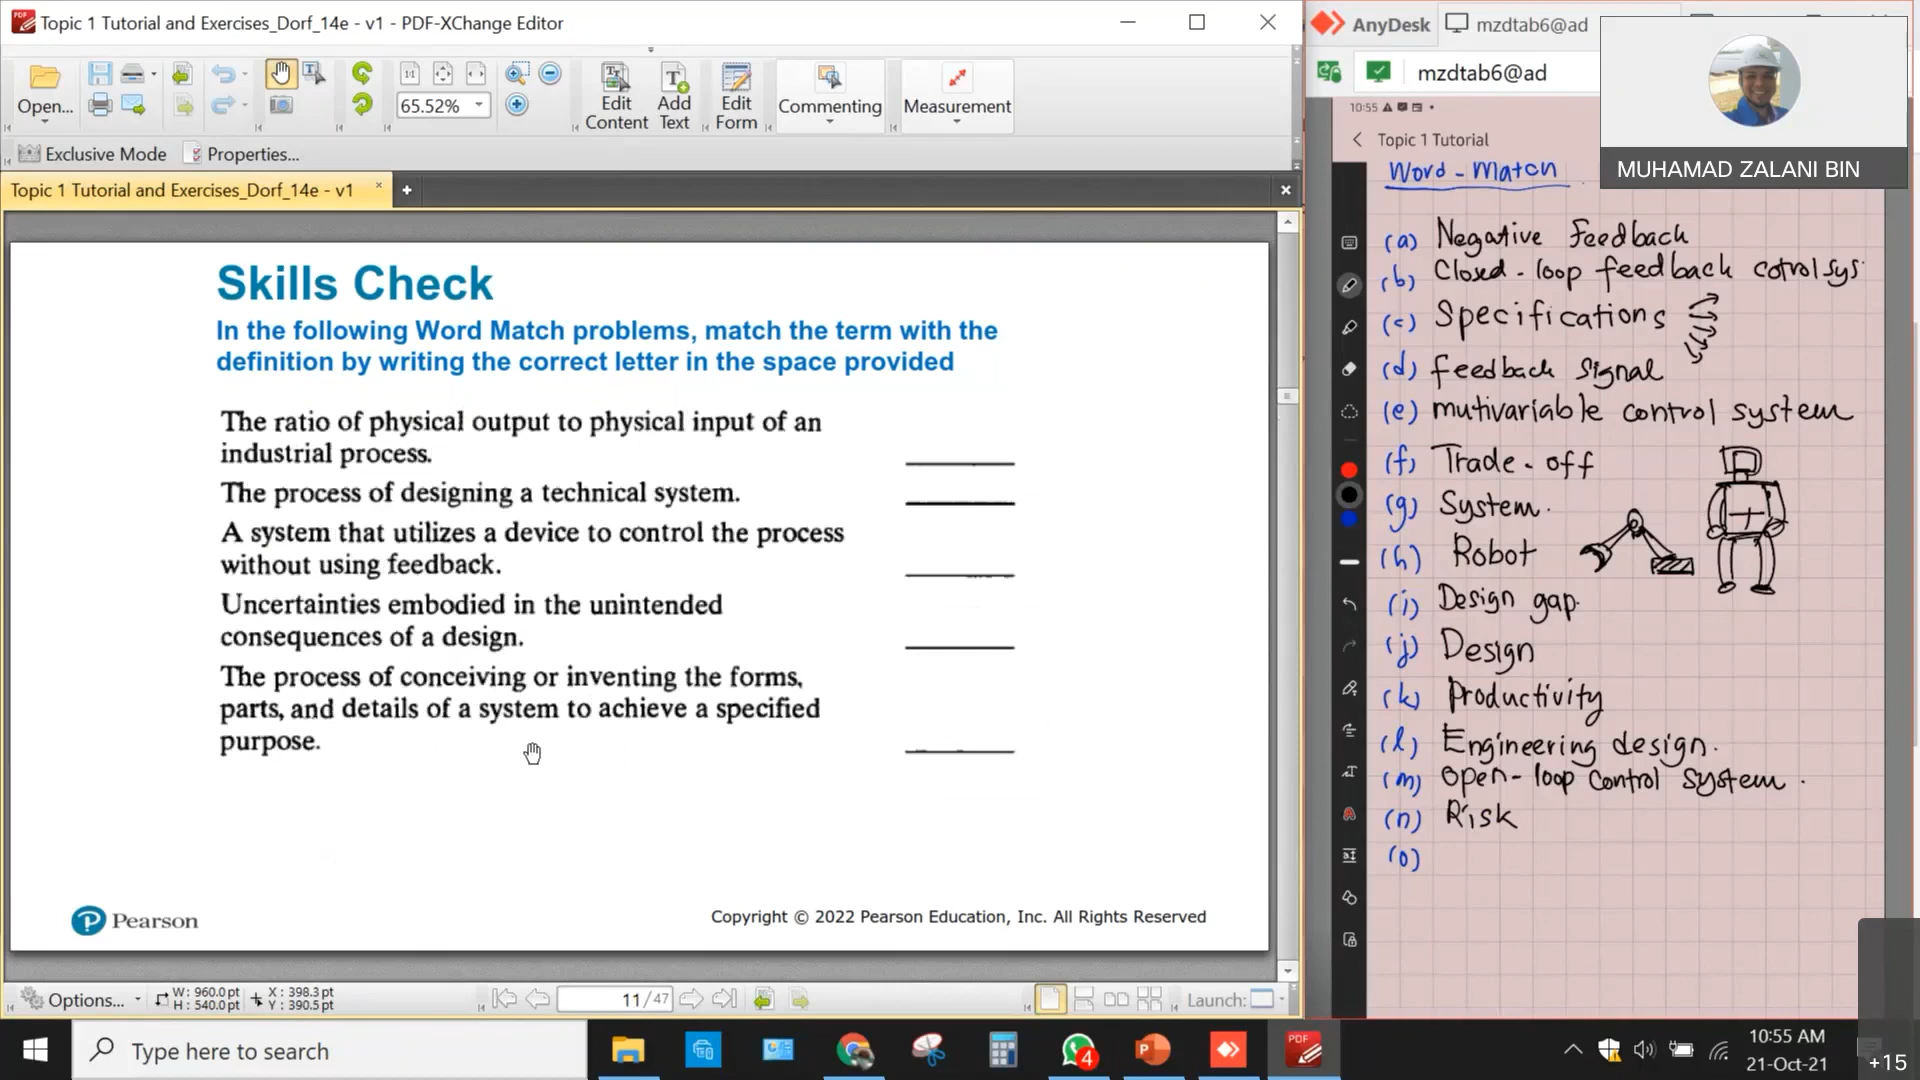 Topic 1 Tutorial and Exercises_Dorf_14e - v1 - PDF-XChange Editor
Open...
65.52%
Edit Content
Add Text
Edit Form
Commenting
Measurement
Exclusive Mode
Properties...
Topic 1 Tutorial and Exercises_Dorf_14e - v1
Skills Check
In the following Word Match problems, match the term with the
definition by writing the correct letter in the space provided
The ratio of physical output to physical input of an
industrial process.
The process of designing a technical system.
A system that utilizes a device to control the process
without using feedback.
Uncertainties embodied in the unintended
consequences of a design.
The process of conceiving or inventing the forms,
parts, and details of a system to achieve a specified
purpose.
Pearson
Copyright © 2022 Pearson Education, Inc. All Rights Reserved
Options...
W: 960.0 pt
H: 540.0 pt
X: 398.3 pt
Y: 390.5 pt
11 / 47
Launch:
AnyDesk
mzdtab6@ad
mzdtab6@ad
MUHAMAD ZALANI BIN
10:55
Topic 1 Tutorial
Word - Match
(a) Negative Feedback
(b) Closed - loop feedback cotrol sys
(c) Specifications
(d) feedback signal
(e) mutivariable control system
(f) Trade - off
(g) System.
(h) Robot
(i) Design gap.
(j) Design
(k) Productivity
(l) Engineering design.
(m) Open - loop control system .
(n) Risk
(o)
Type here to search
4
10:55 AM
21-Oct-21
+15